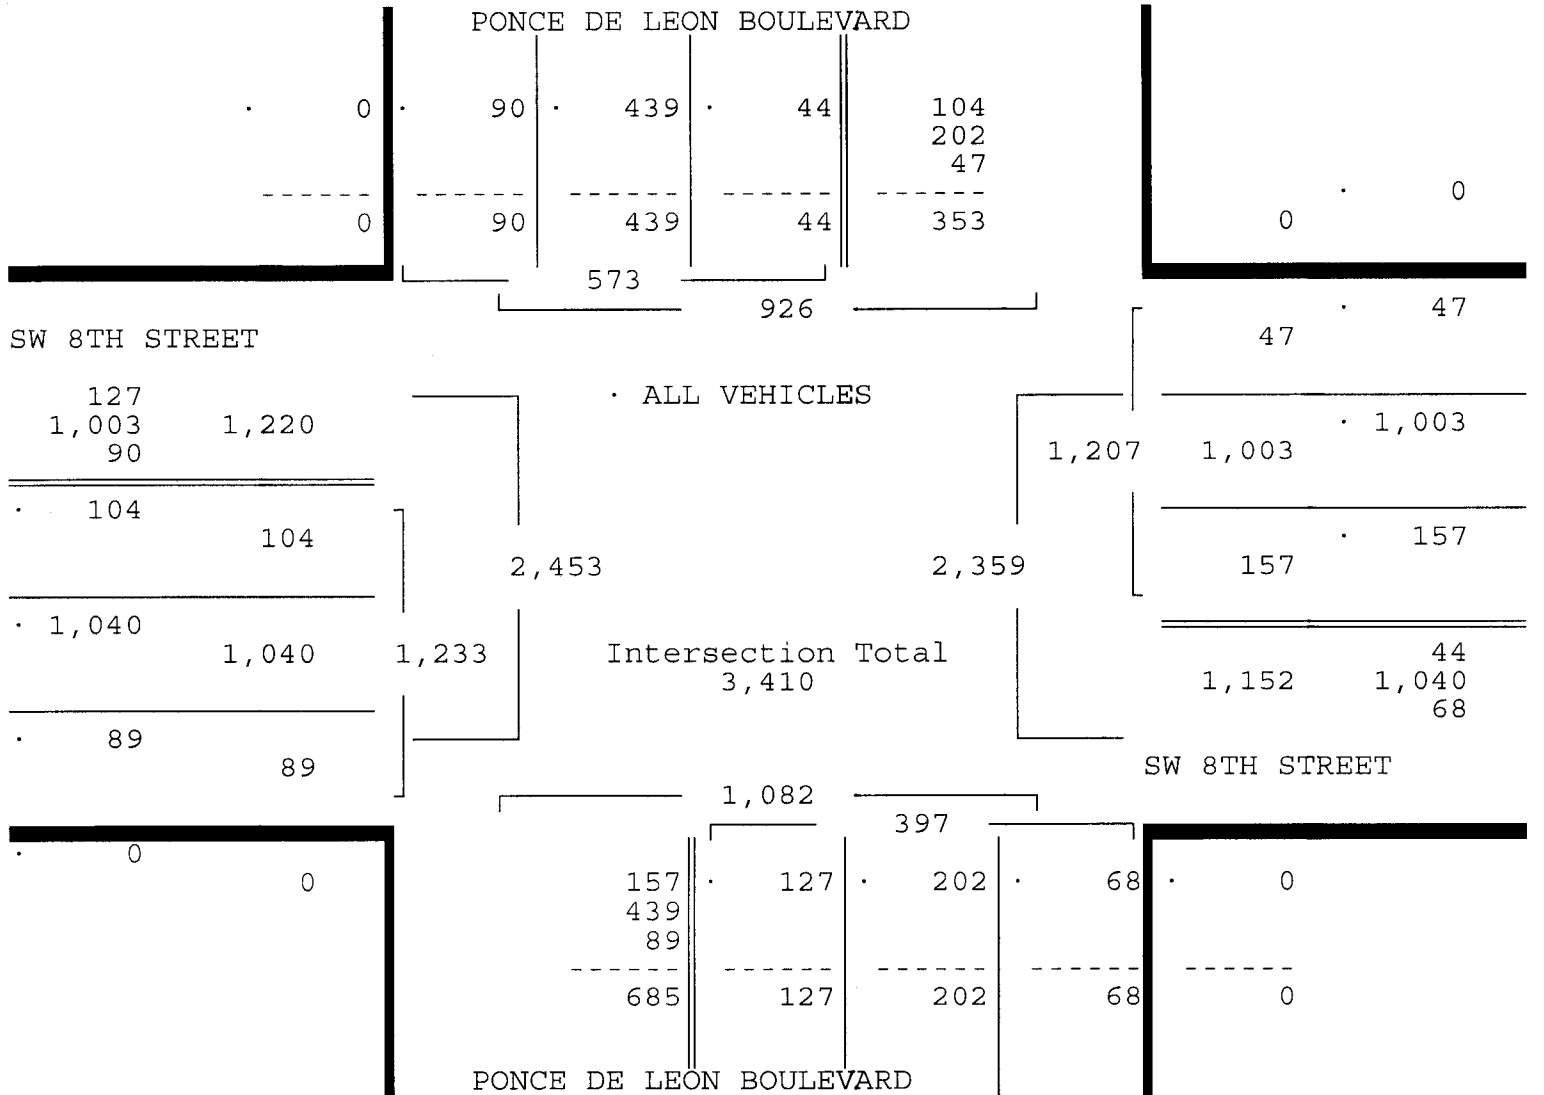 PONCE DE LEON BOULEVARD
· 0 · 90 · 439 · 44 104
202
47
------ ------ ------ ------ ------
· 0
0 90 439 44 353 0
573
926 · 47
SW 8TH STREET 47
127 · ALL VEHICLES
1,003 1,220 · 1,003
90 1,207 1,003
· 104
104 · 157
2,453 2,359 157
· 1,040
1,040 1,233 Intersection Total 44
3,410 1,152 1,040
68
· 89
89 SW 8TH STREET
1,082
397
· 0
0 157 · 127 · 202 · 68 · 0
439
89
------ ------ ------ ------ ------
685 127 202 68 0
PONCE DE LEON BOULEVARD